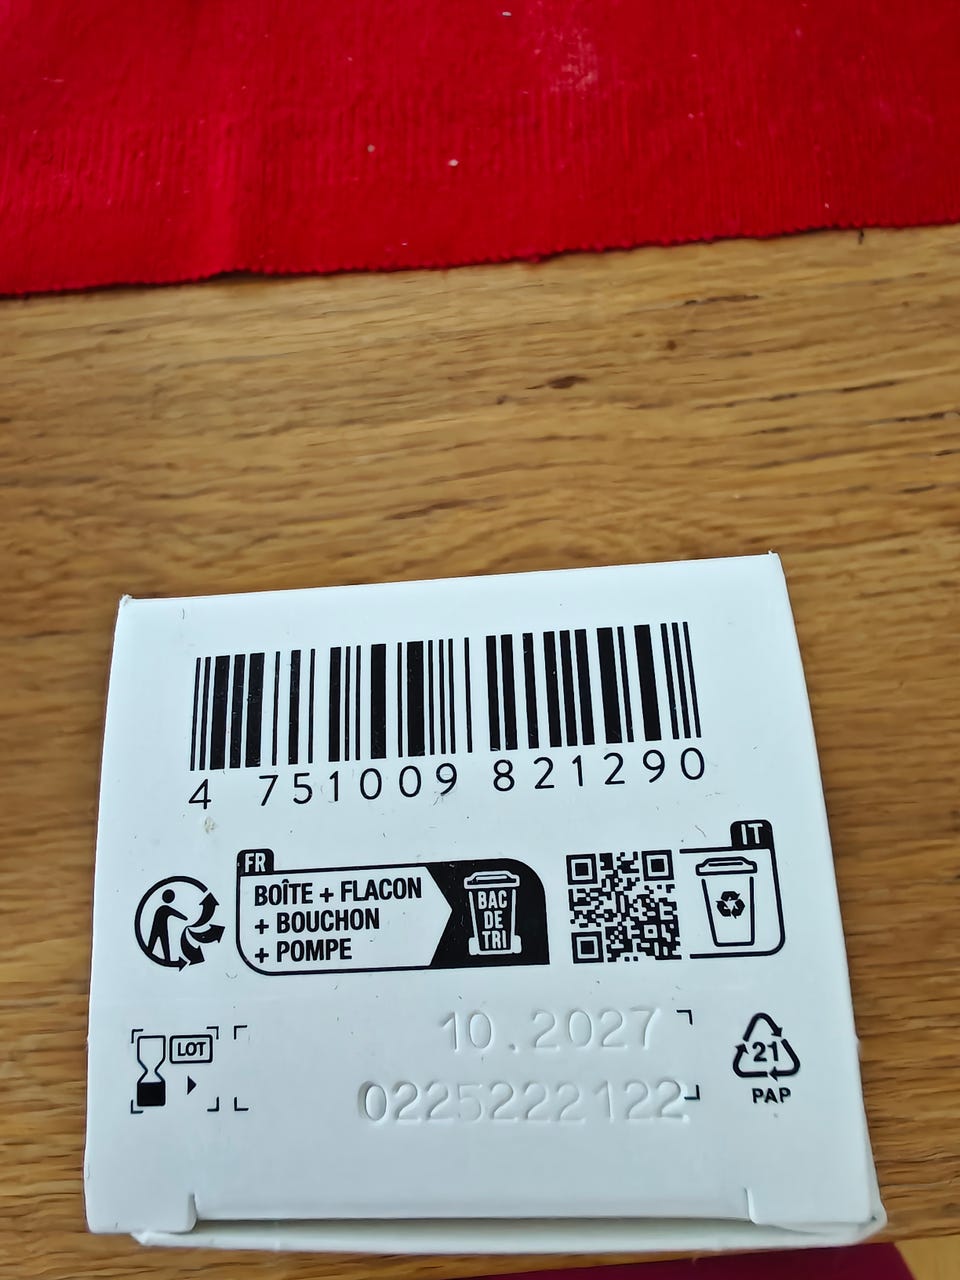 4 751009 821290
FR
BOÎTE + FLACON
+ BOUCHON
+ POMPE
BAC
DE
TRI
IT
LOT
10.2027
0225222122
21
PAP